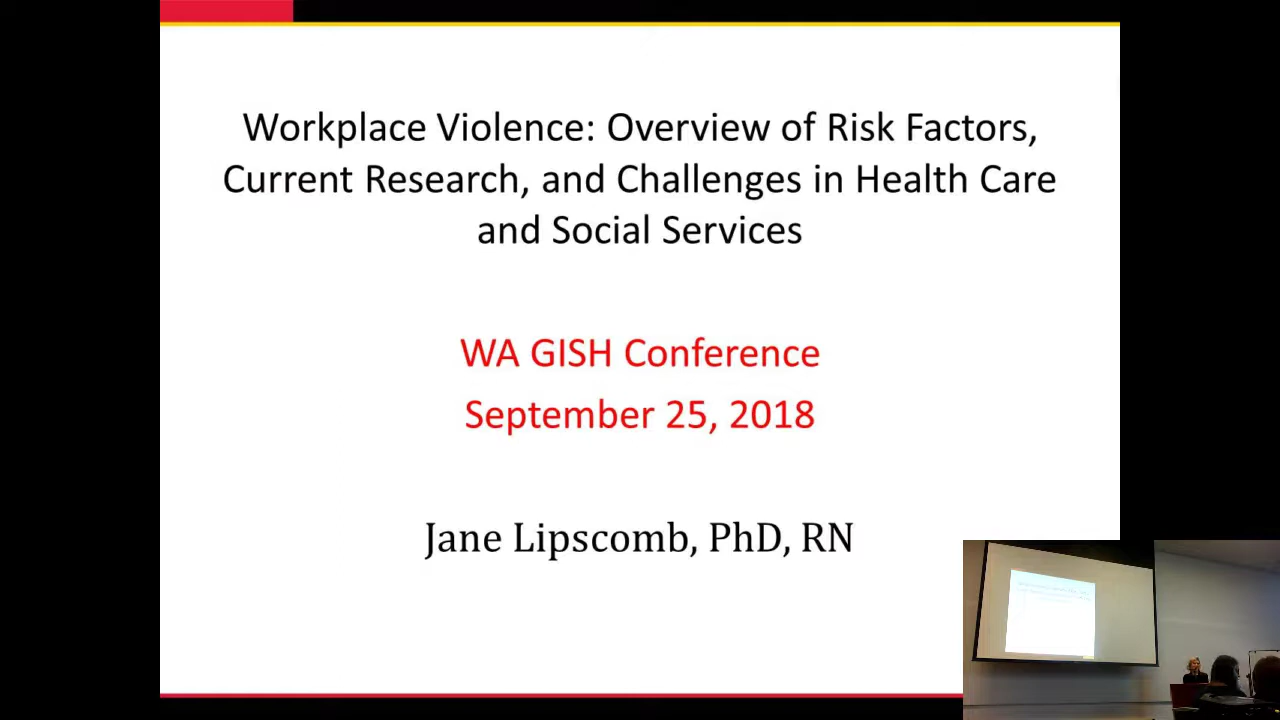 Workplace Violence: Overview of Risk Factors,
Current Research, and Challenges in Health Care
and Social Services
WA GISH Conference
September 25, 2018
Jane Lipscomb, PhD, RN